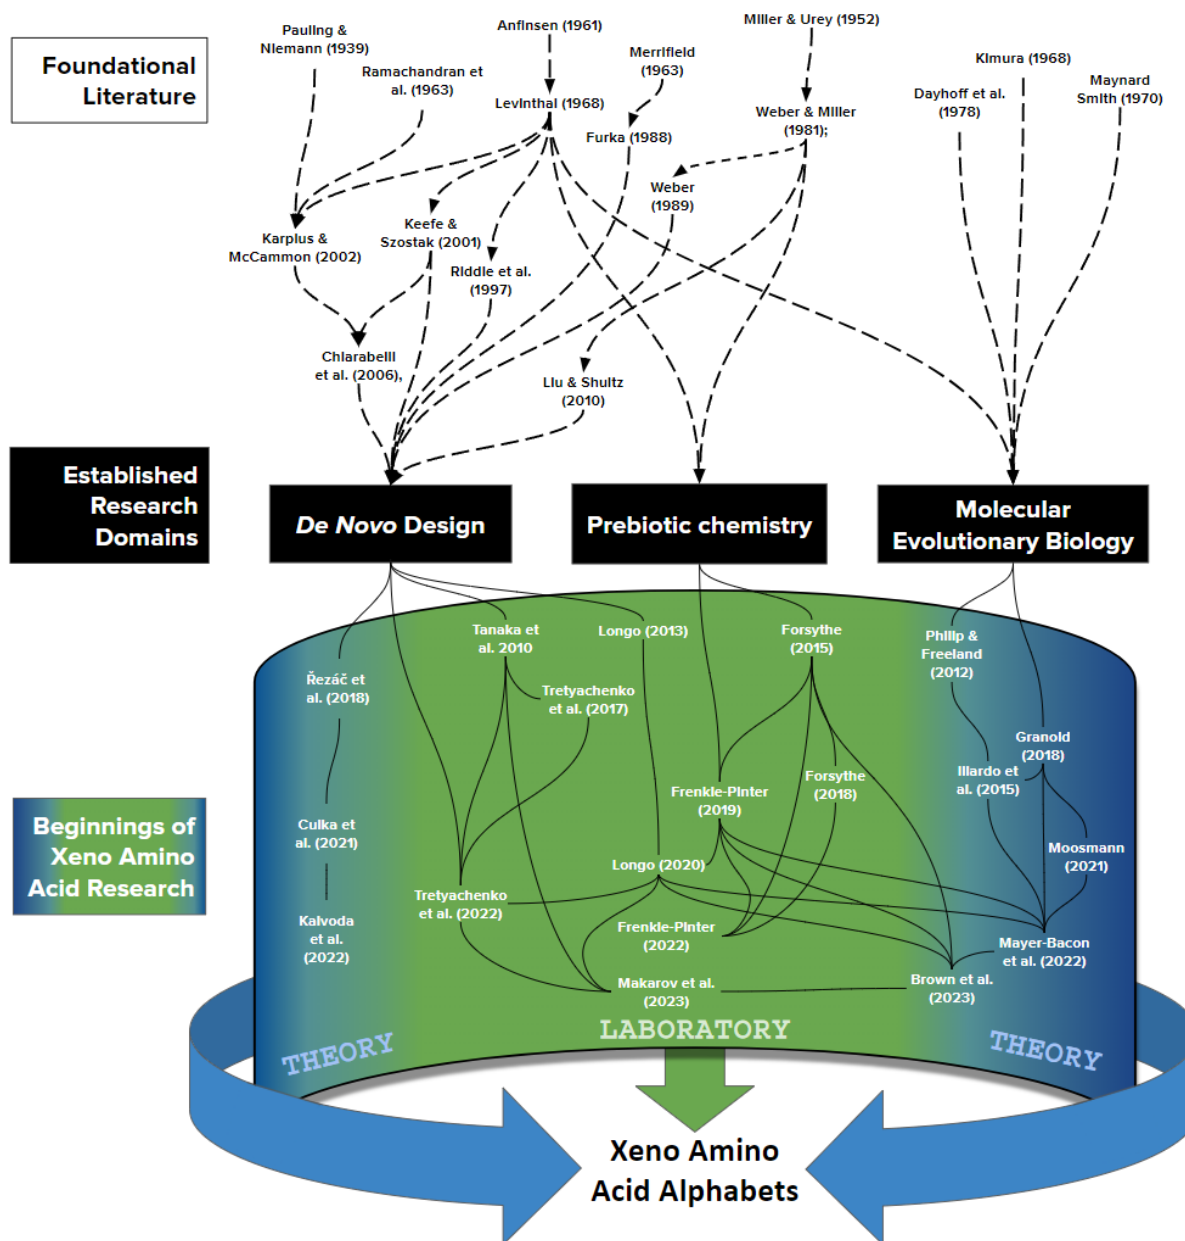 Foundational
Literature
Pauling &
Niemann (1939)
Ramachandran et
al. (1963)
Anfinsen (1961)
Levinthal (1968)
Merrifield
(1963)
Furka (1988)
Miller & Urey (1952)
Weber & Miller
(1981);
Weber
(1989)
Kimura (1968)
Dayhoff et al.
(1978)
Maynard
Smith (1970)
Karplus &
McCammon (2002)
Keefe &
Szostak (2001)
Riddle et al.
(1997)
Chiarabelli
et al. (2006),
Liu & Shultz
(2010)
Established
Research
Domains
De Novo Design
Prebiotic chemistry
Molecular
Evolutionary Biology
Beginnings of
Xeno Amino
Acid Research
Tanaka et
al. 2010
Longo (2013)
Forsythe
(2015)
Philip &
Freeland
(2012)
Řezáč et
al. (2018)
Tretyachenko
et al. (2017)
Granold
(2018)
Illardo et
al. (2015)
Frenkle-Pinter
(2019)
Forsythe
(2018)
Culka et
al. (2021)
Moosmann
(2021)
Longo (2020)
Tretyachenko
et al. (2022)
Kalvoda
et al.
(2022)
Frenkle-Pinter
(2022)
Mayer-Bacon
et al. (2022)
Makarov et al.
(2023)
Brown et al.
(2023)
THEORY
LABORATORY
THEORY
Xeno Amino
Acid Alphabets